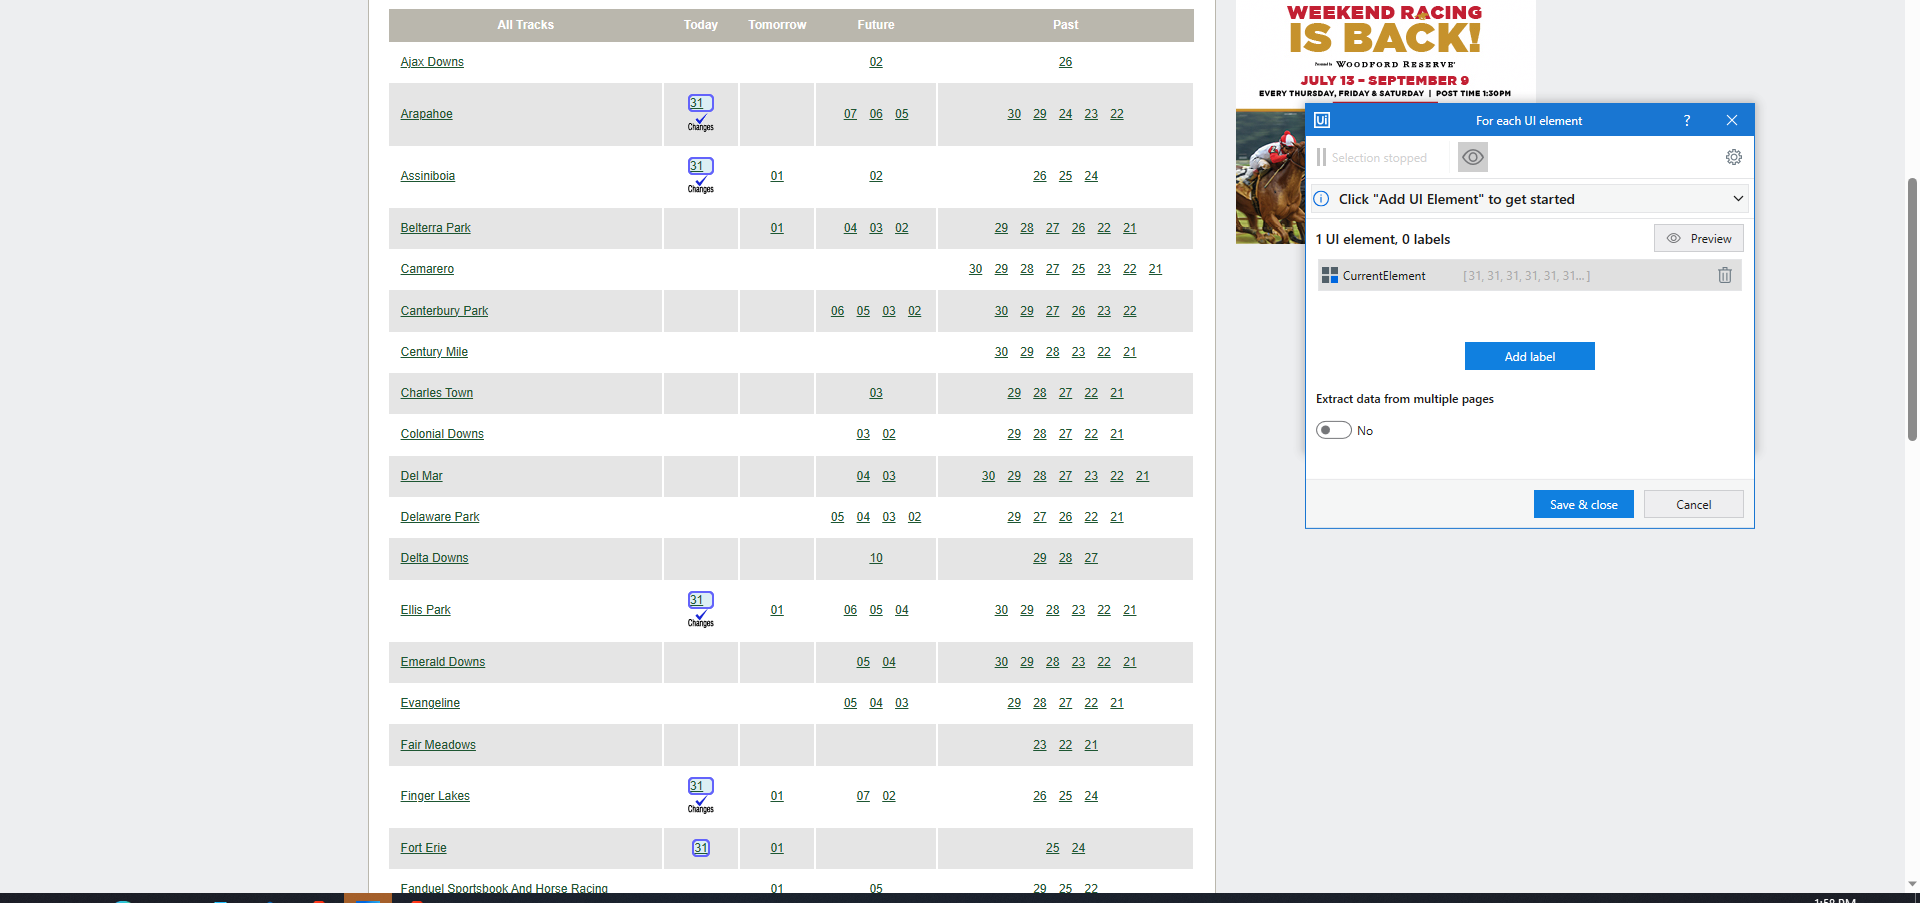 All Tracks Today Tomorrow Future Past
Ajax Downs 02 26
Arapahoe 31 Changes 07 06 05 30 29 24 23 22
Assiniboia 31 Changes 01 02 26 25 24
Belterra Park 01 04 03 02 29 28 27 26 22 21
Camarero 30 29 28 27 25 23 22 21
Canterbury Park 06 05 03 02 30 29 27 26 23 22
Century Mile 30 29 28 23 22 21
Charles Town 03 29 28 27 22 21
Colonial Downs 03 02 29 28 27 22 21
Del Mar 04 03 30 29 28 27 23 22 21
Delaware Park 05 04 03 02 29 27 26 22 21
Delta Downs 10 29 28 27
Ellis Park 31 Changes 01 06 05 04 30 29 28 23 22 21
Emerald Downs 05 04 30 29 28 23 22 21
Evangeline 05 04 03 29 28 27 22 21
Fair Meadows 23 22 21
Finger Lakes 31 Changes 01 07 02 26 25 24
Fort Erie 31 01 25 24
Fanduel Sportsbook And Horse Racing 01 05 29 25 22
WEEKEND RACING
IS BACK!
Presented by WOODFORD RESERVE
JULY 13 - SEPTEMBER 9
EVERY THURSDAY, FRIDAY & SATURDAY | POST TIME 1:30PM
Ui For each UI element ?
Selection stopped
Click "Add UI Element" to get started
1 UI element, 0 labels Preview
CurrentElement [ 31, 31, 31, 31, 31, 31... ]
Add label
Extract data from multiple pages
No
Save & close Cancel
1:58 PM